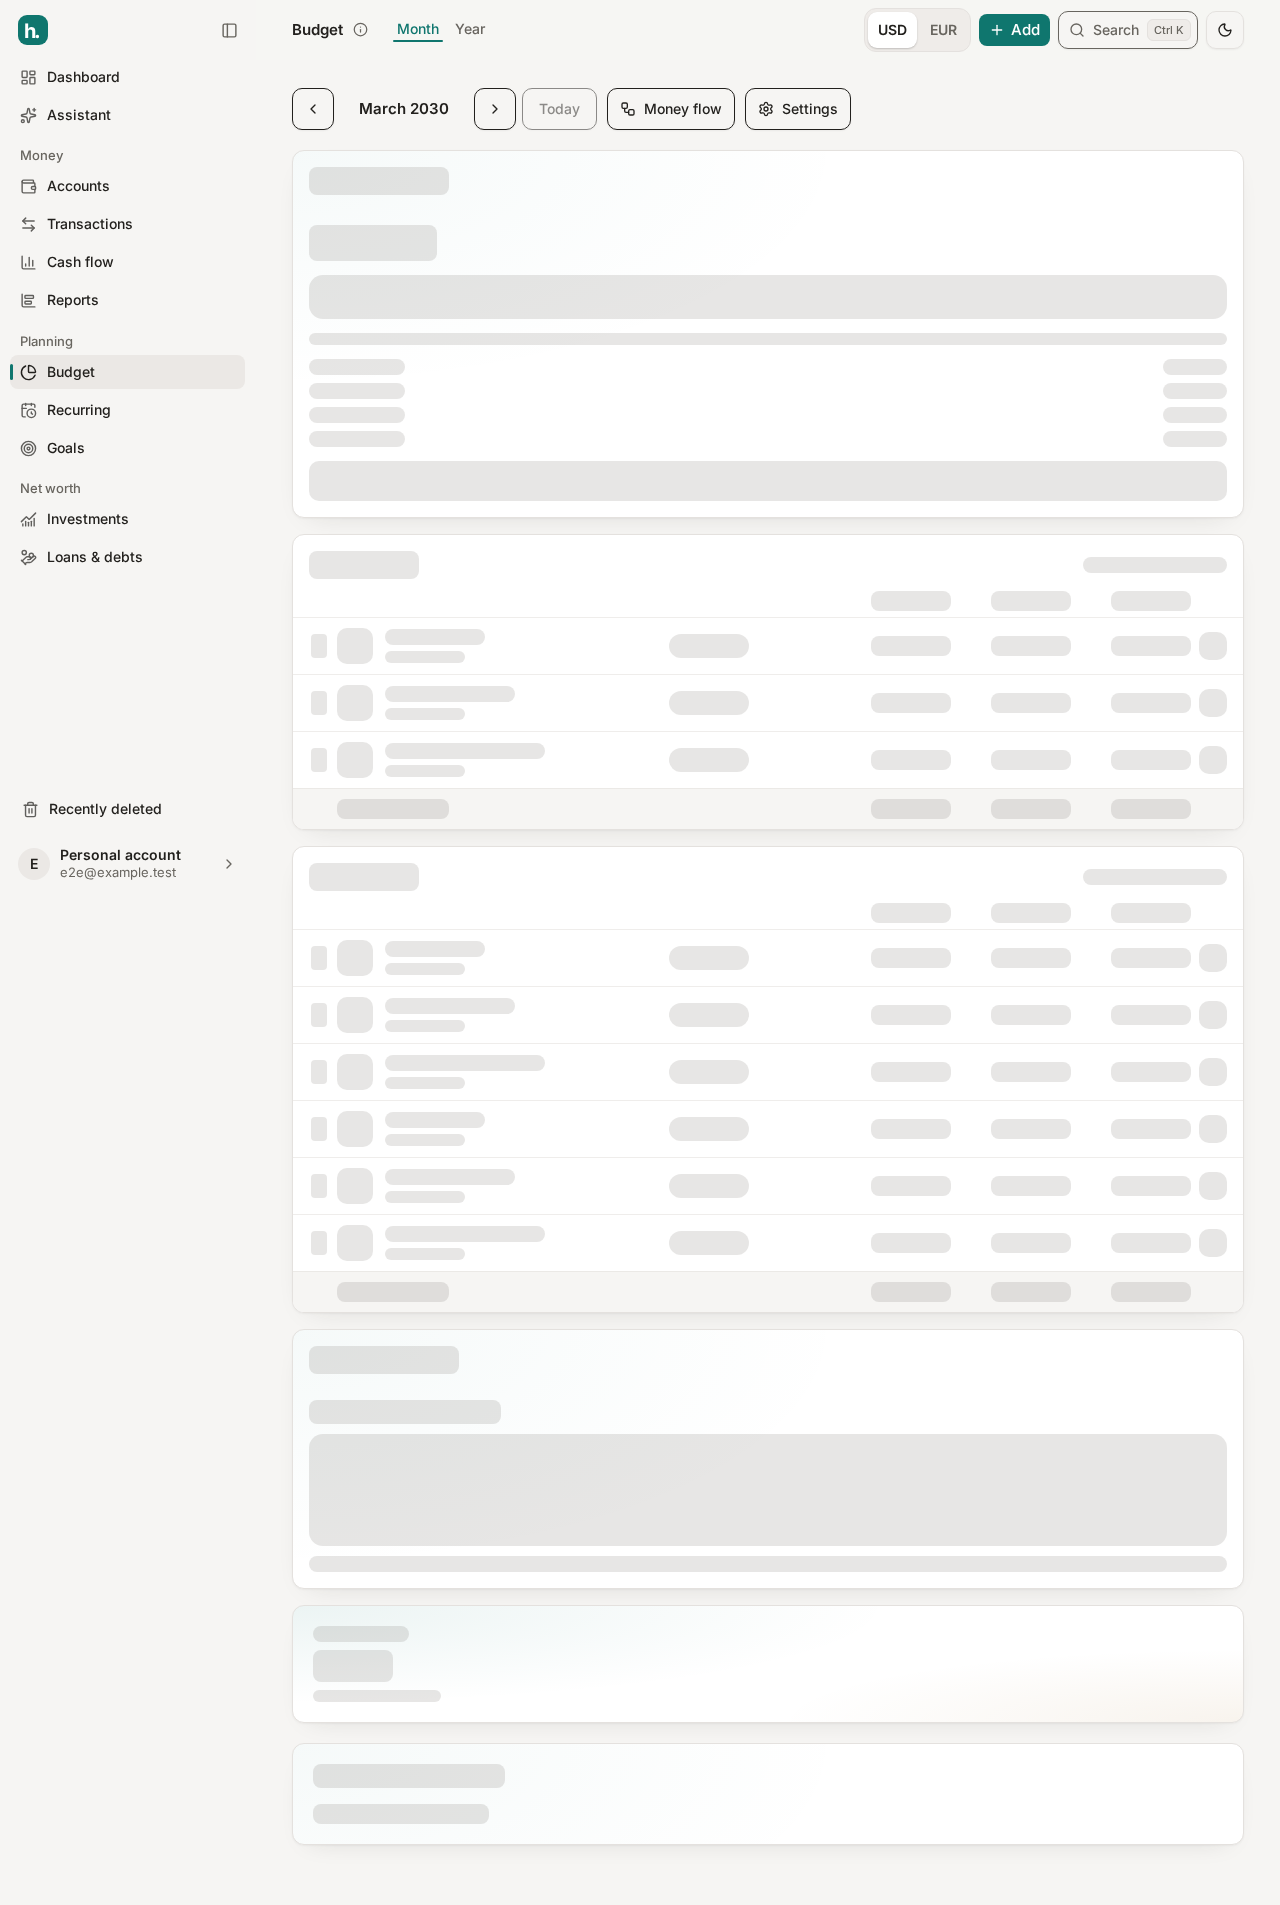 h.
Dashboard
Assistant
Money
Accounts
Transactions
Cash flow
Reports
Planning
Budget
Recurring
Goals
Net worth
Investments
Loans & debts
Recently deleted
E
Personal account
e2e@example.test
Budget
Month
Year
USD
EUR
Add
Search
Ctrl K
March 2030
Today
Money flow
Settings